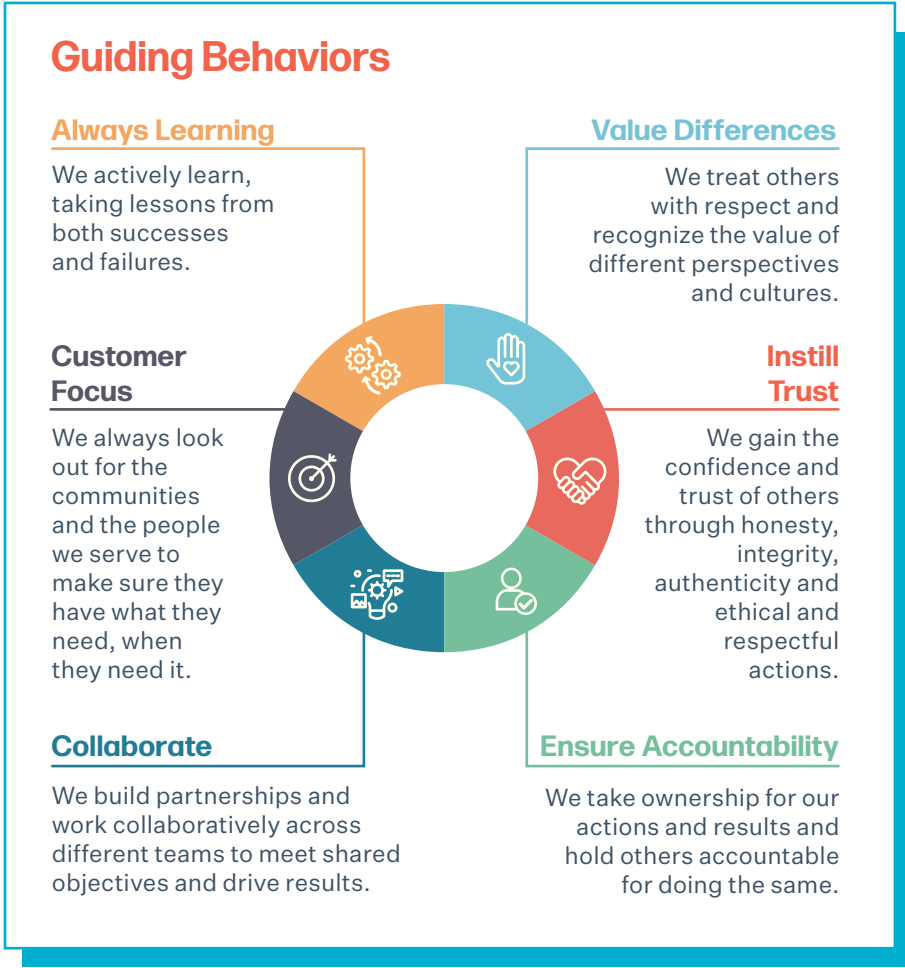 Guiding Behaviors
Always Learning
We actively learn,
taking lessons from
both successes
and failures.
Value Differences
We treat others
with respect and
recognize the value of
different perspectives
and cultures.
Customer
Focus
We always look
out for the
communities
and the people
we serve to
make sure they
have what they
need, when
they need it.
Instill
Trust
We gain the
confidence and
trust of others
through honesty,
integrity,
authenticity and
ethical and
respectful
actions.
Collaborate
We build partnerships and
work collaboratively across
different teams to meet shared
objectives and drive results.
Ensure Accountability
We take ownership for our
actions and results and
hold others accountable
for doing the same.